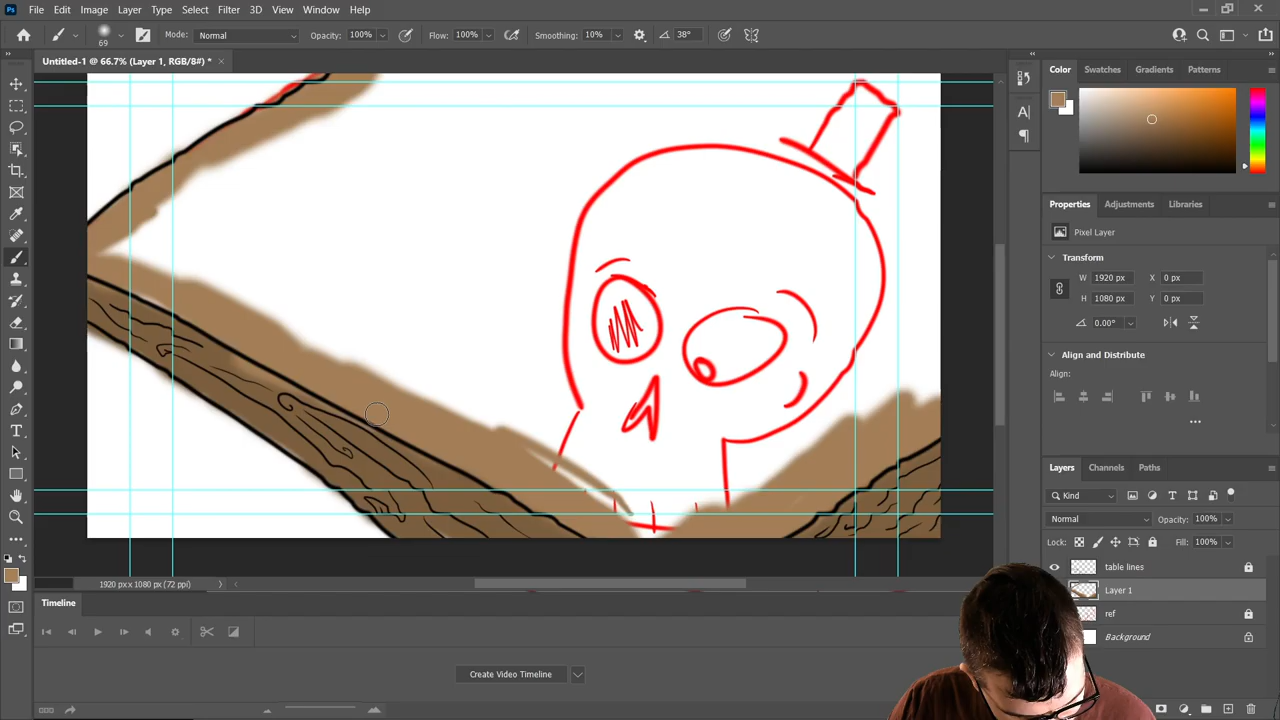 Ps File Edit Image Layer Type Select Filter 3D View Window Help
69 Mode: Normal Opacity: 100% Flow: 100% Smoothing: 10% 38°
Untitled-1 @ 66.7% (Layer 1, RGB/8#) * ×
Color Swatches Gradients Patterns
Properties Adjustments Libraries
Pixel Layer
Transform
W 1920 px X 0 px
H 1080 px Y 0 px
0.00°
Align and Distribute
Align:
Layers Channels Paths
Kind
Normal Opacity: 100%
Lock: Fill: 100%
table lines
Layer 1
ref
Background
1920 px x 1080 px (72 ppi)
Timeline
Create Video Timeline